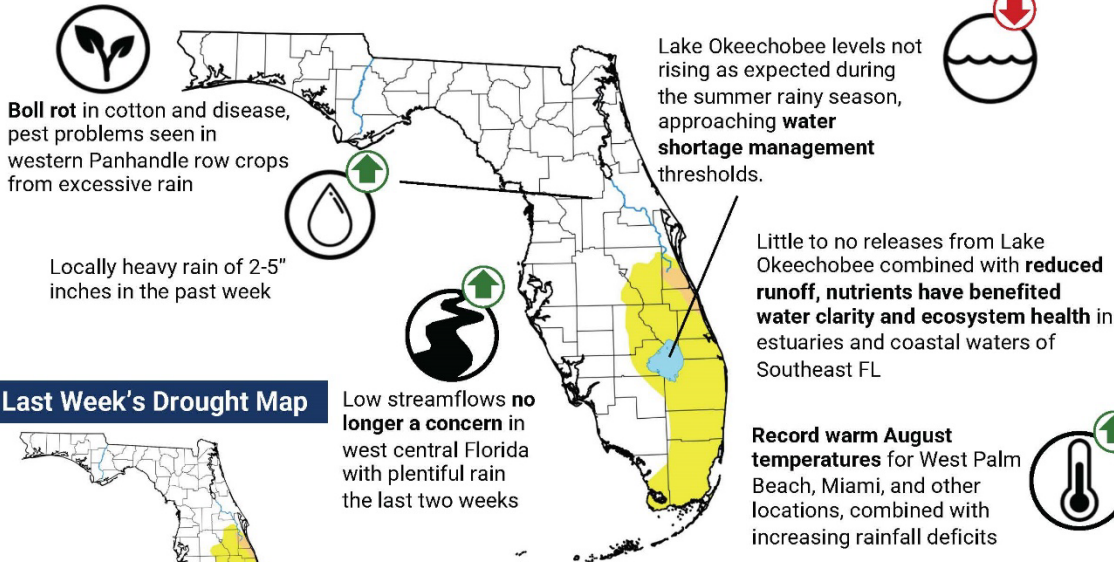 Boll rot in cotton and disease,
pest problems seen in
western Panhandle row crops
from excessive rain
Locally heavy rain of 2-5"
inches in the past week
Lake Okeechobee levels not
rising as expected during
the summer rainy season,
approaching water
shortage management
thresholds.
Little to no releases from Lake
Okeechobee combined with reduced
runoff, nutrients have benefited
water clarity and ecosystem health in
estuaries and coastal waters of
Southeast FL
Low streamflows no
longer a concern in
west central Florida
with plentiful rain
the last two weeks
Last Week's Drought Map
Record warm August
temperatures for West Palm
Beach, Miami, and other
locations, combined with
increasing rainfall deficits